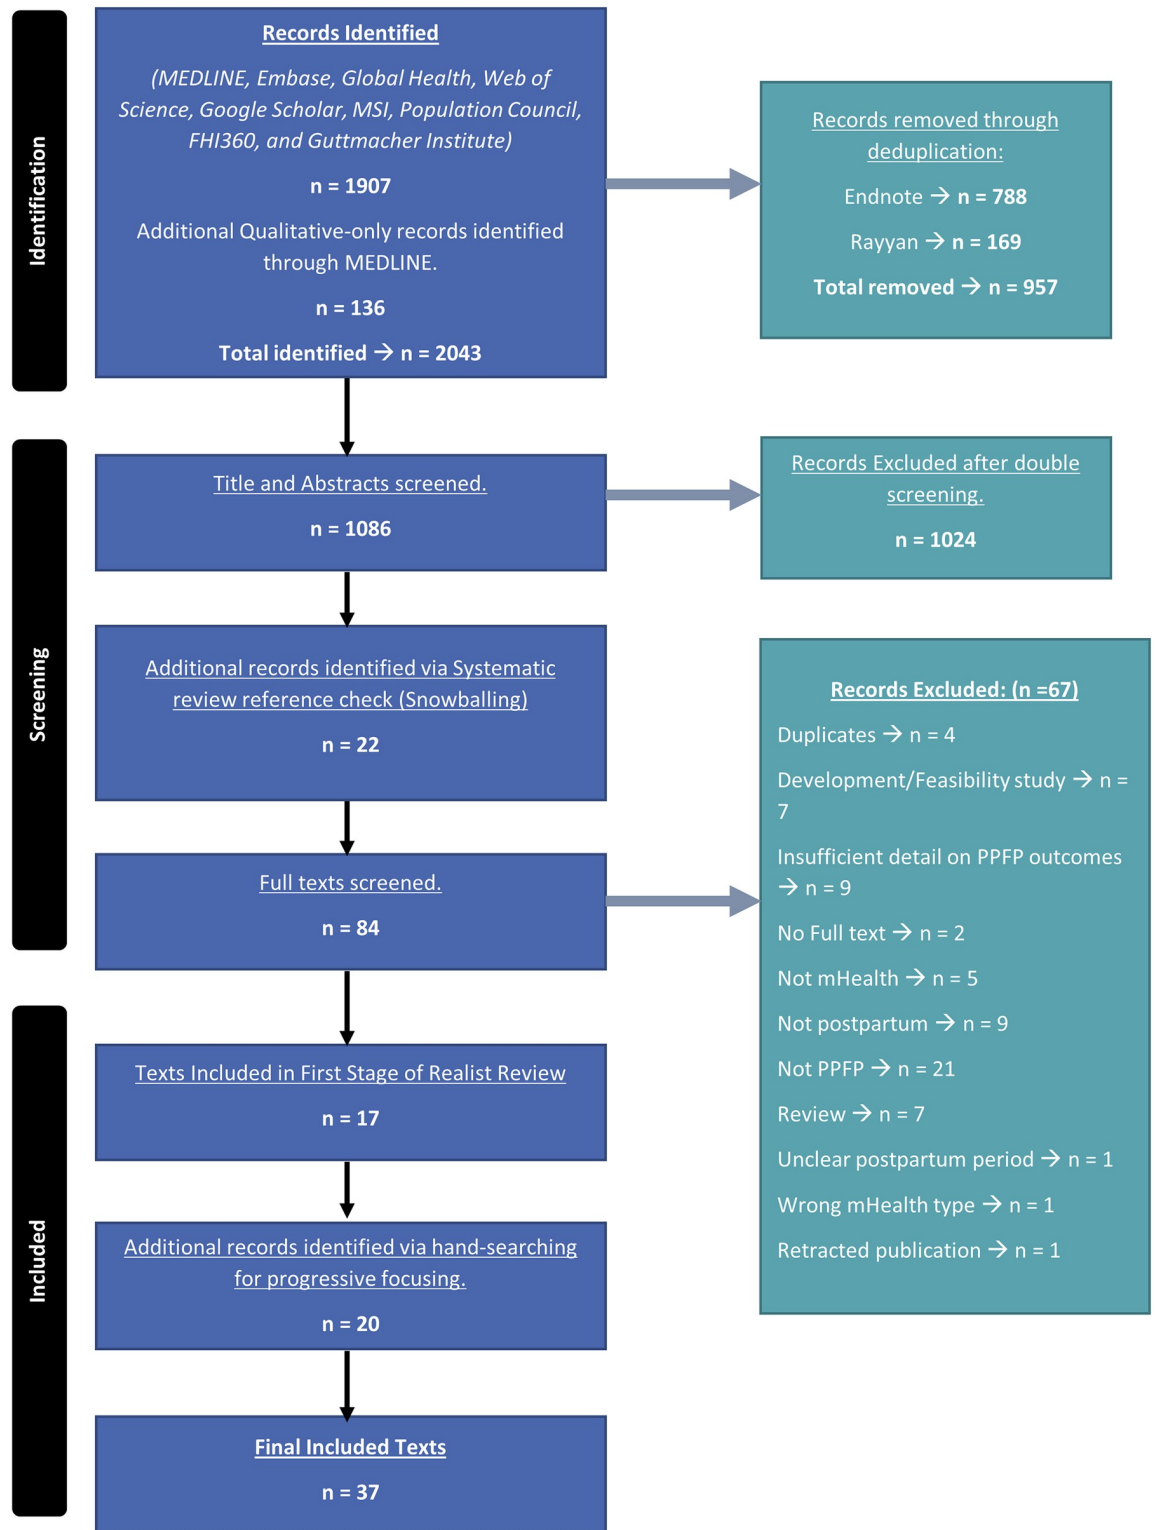 Identification
Records Identified
(MEDLINE, Embase, Global Health, Web of
Science, Google Scholar, MSI, Population Council,
FHI360, and Guttmacher Institute)
n = 1907
Additional Qualitative-only records identified
through MEDLINE.
n = 136
Total identified → n = 2043
Records removed through
deduplication:
Endnote → n = 788
Rayyan → n = 169
Total removed → n = 957
Screening
Title and Abstracts screened.
n = 1086
Records Excluded after double
screening.
n = 1024
Additional records identified via Systematic
review reference check (Snowballing)
n = 22
Full texts screened.
n = 84
Records Excluded: (n =67)
Duplicates → n = 4
Development/Feasibility study → n =
7
Insufficient detail on PPFP outcomes
→ n = 9
No Full text → n = 2
Not mHealth → n = 5
Not postpartum → n = 9
Not PPFP → n = 21
Review → n = 7
Unclear postpartum period → n = 1
Wrong mHealth type → n = 1
Retracted publication → n = 1
Included
Texts Included in First Stage of Realist Review
n = 17
Additional records identified via hand-searching
for progressive focusing.
n = 20
Final Included Texts
n = 37